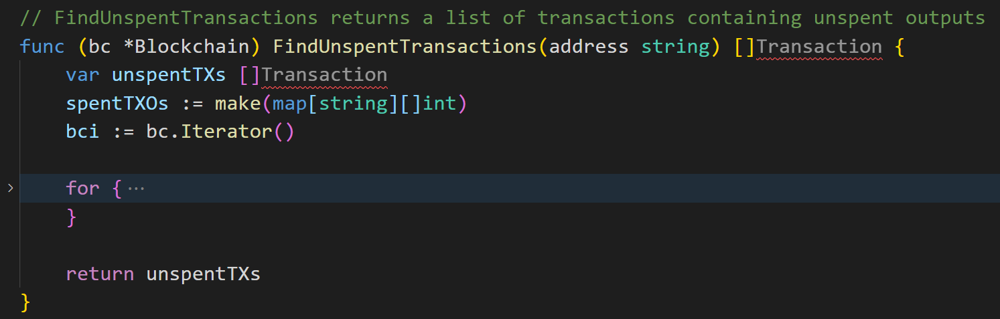 // FindUnspentTransactions returns a list of transactions containing unspent outputs
func (bc *Blockchain) FindUnspentTransactions(address string) []Transaction {
    var unspentTXs []Transaction
    spentTXOs := make(map[string][]int)
    bci := bc.Iterator()
    for {···
    }
    return unspentTXs
}